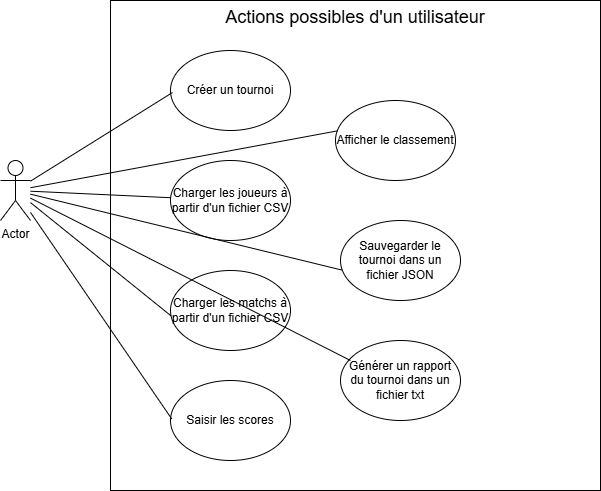 Actions possibles d'un utilisateur
Créer un tournoi
Afficher le classement
Charger les joueurs à
partir d'un fichier CSV
Actor
Sauvegarder le
tournoi dans un
fichier JSON
Charger les matchs à
partir d'un fichier CSV
Générer un rapport
du tournoi dans un
fichier txt
Saisir les scores